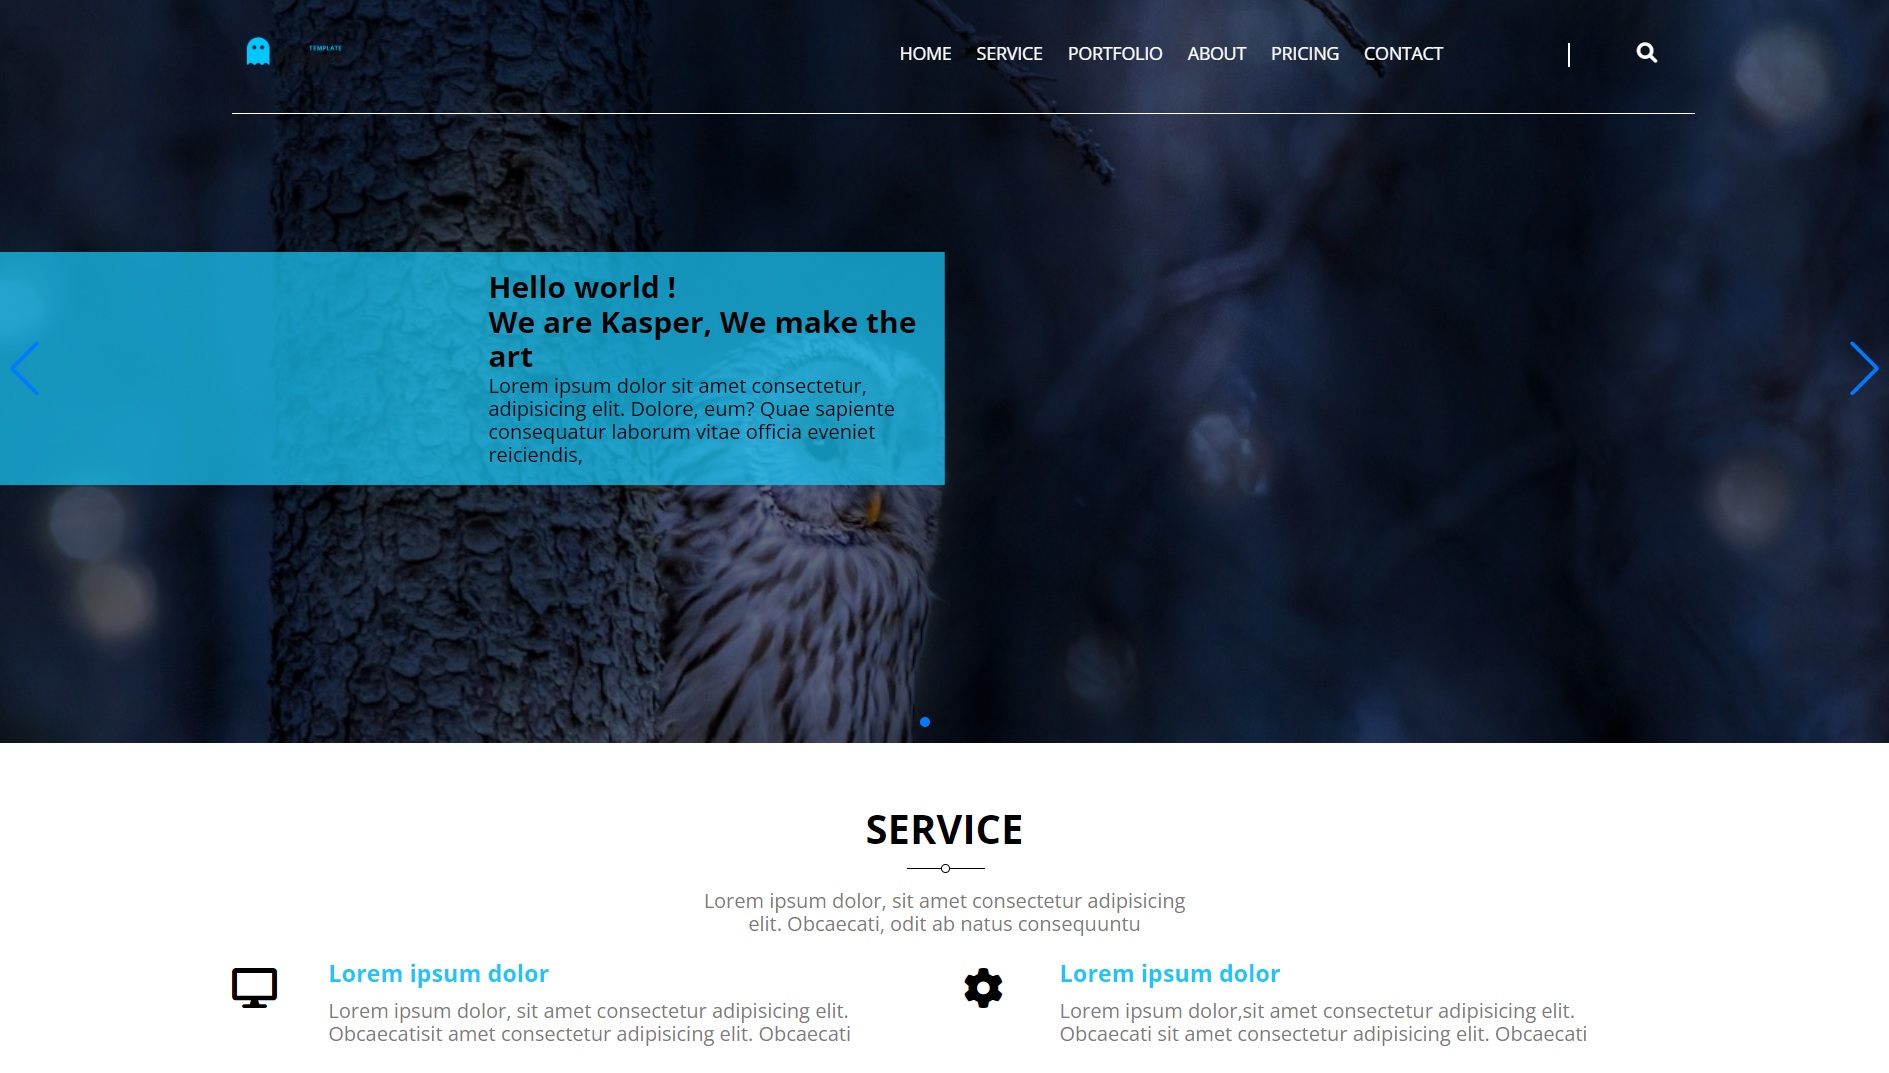 TEMPLATE
HOME SERVICE PORTFOLIO ABOUT PRICING CONTACT
Hello world !
We are Kasper, We make the
art
Lorem ipsum dolor sit amet consectetur,
adipisicing elit. Dolore, eum? Quae sapiente
consequatur laborum vitae officia eveniet
reiciendis,
SERVICE
Lorem ipsum dolor, sit amet consectetur adipisicing
elit. Obcaecati, odit ab natus consequuntu
Lorem ipsum dolor
Lorem ipsum dolor, sit amet consectetur adipisicing elit.
Obcaecatisit amet consectetur adipisicing elit. Obcaecati
Lorem ipsum dolor
Lorem ipsum dolor,sit amet consectetur adipisicing elit.
Obcaecati sit amet consectetur adipisicing elit. Obcaecati